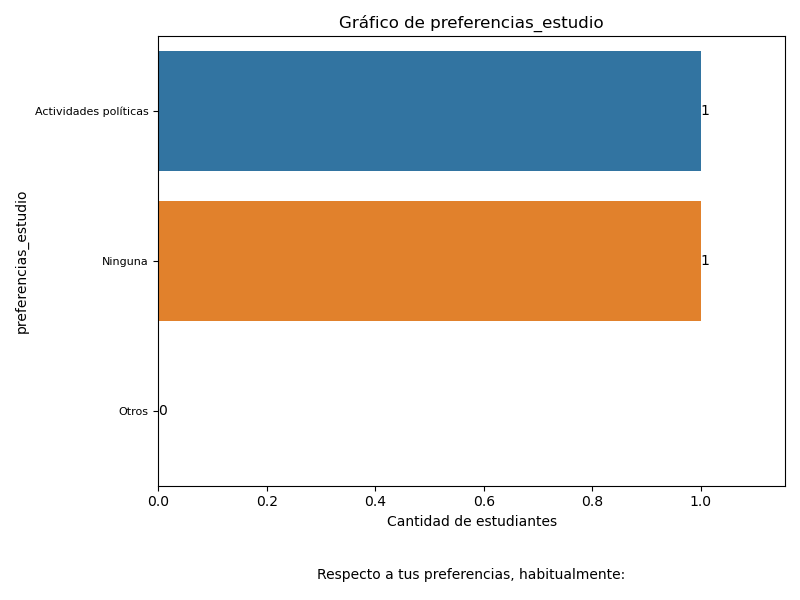 Gráfico de preferencias_estudio
Actividades políticas
1
Ninguna
1
Otros
0
preferencias_estudio
0.0 0.2 0.4 0.6 0.8 1.0
Cantidad de estudiantes
Respecto a tus preferencias, habitualmente: